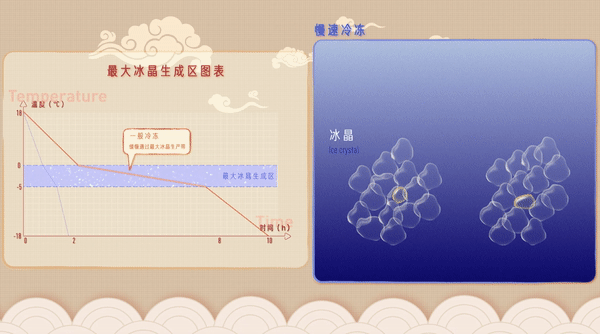 慢速冷冻
最大冰晶生成区图表
Temperature
温度（℃）
18
一般冷冻
缓慢通过最大冰晶生产带
冰晶
Ice crystal
0
最大冰晶生成区
-5
Time
时间（h）
-18
0
2
8
10